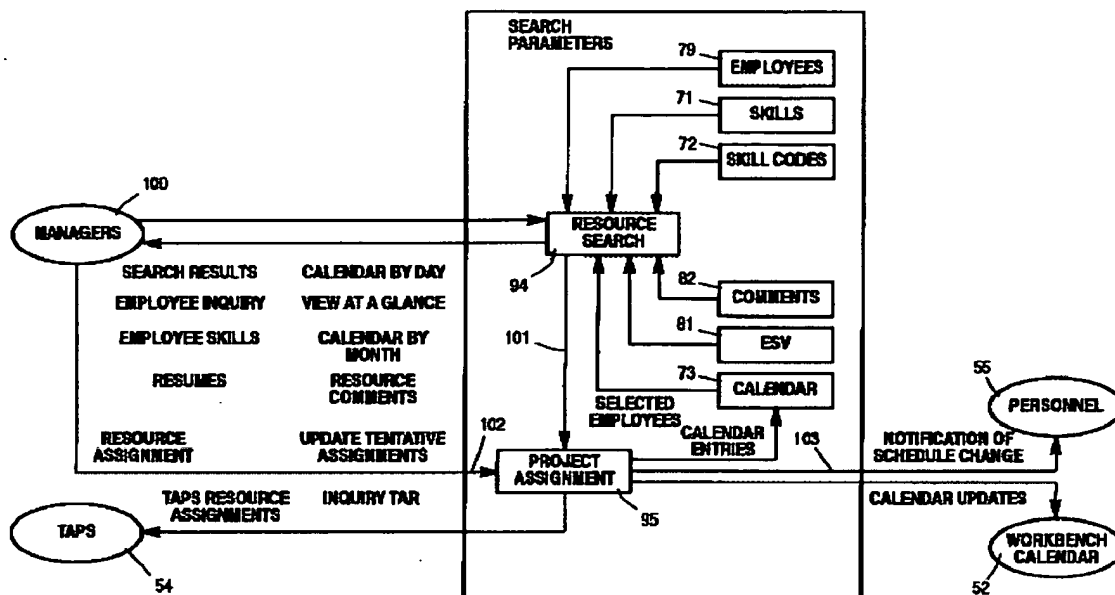 SEARCH
PARAMETERS
79
EMPLOYEES
71
SKILLS
72
SKILL CODES
100
MANAGERS
RESOURCE
SEARCH
94
SEARCH RESULTS
CALENDAR BY DAY
EMPLOYEE INQUIRY
VIEW AT A GLANCE
EMPLOYEE SKILLS
CALENDAR BY
MONTH
RESUMES
RESOURCE
COMMENTS
101
82
COMMENTS
81
ESV
73
CALENDAR
SELECTED
EMPLOYEES
CALENDAR
ENTRIES
55
PERSONNEL
RESOURCE
ASSIGNMENT
UPDATE TENTATIVE
ASSIGNMENTS
102
PROJECT
ASSIGNMENT
95
103
NOTIFICATION OF
SCHEDULE CHANGE
CALENDAR UPDATES
TAPS RESOURCE
ASSIGNMENTS
INQUIRY TAR
TAPS
54
WORKBENCH
CALENDAR
52